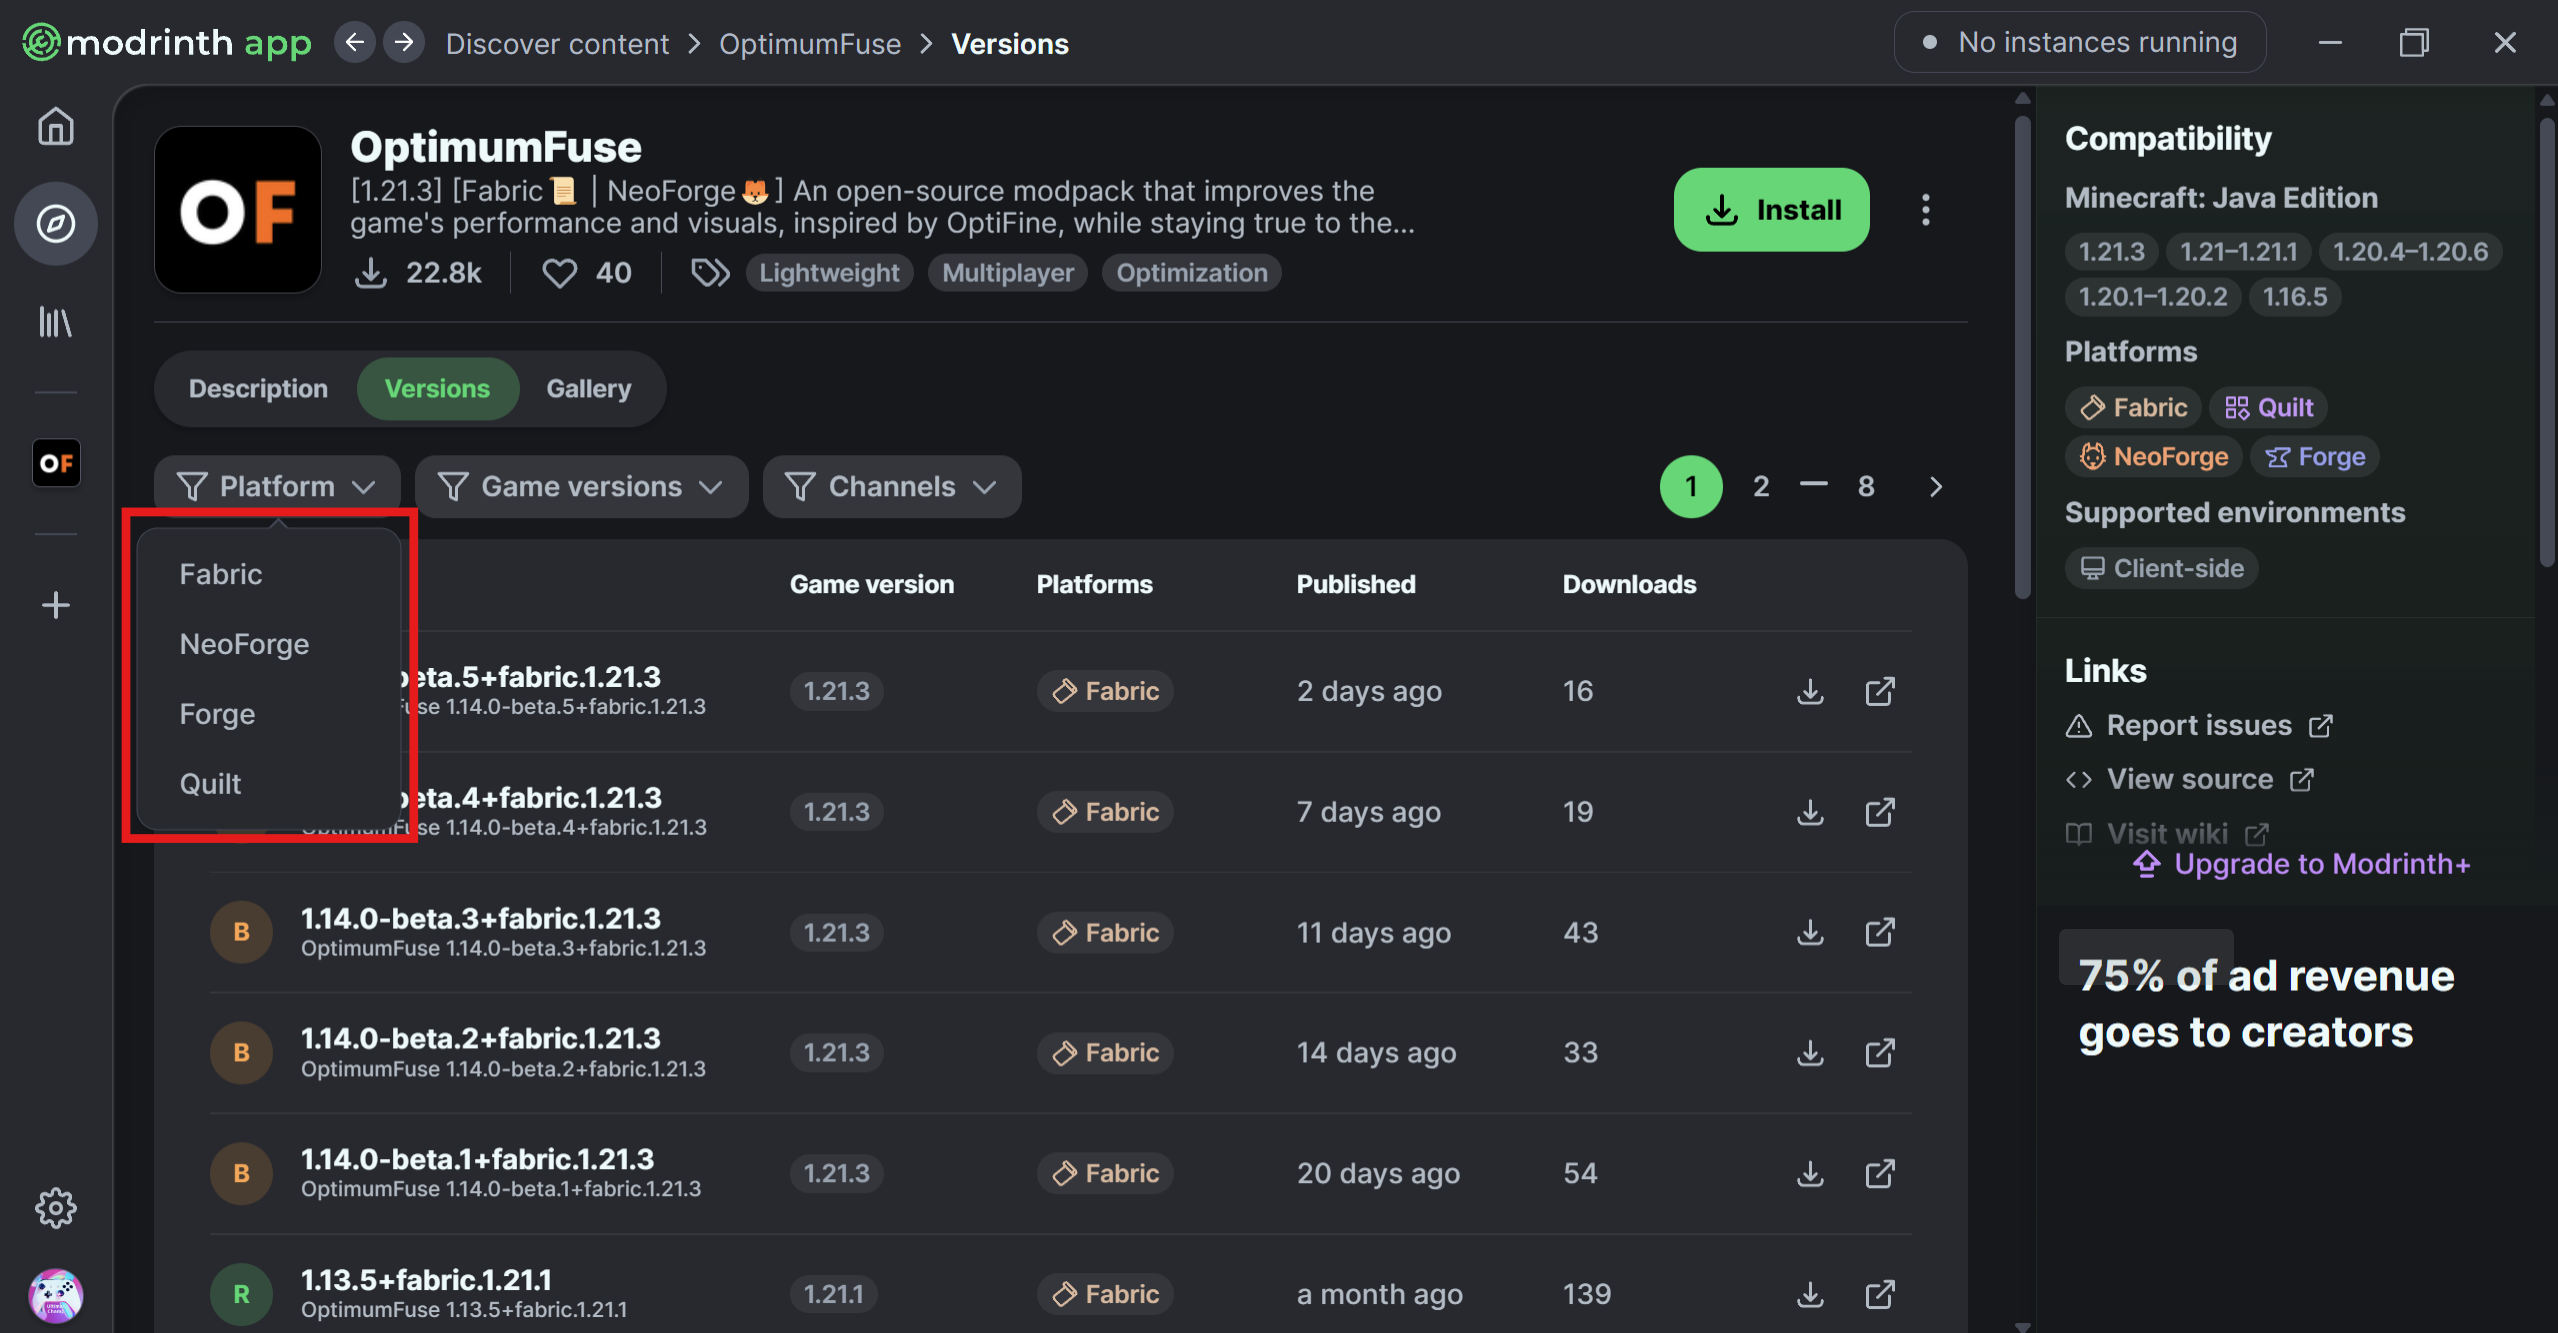 modrinth app
Discover content > OptimumFuse > Versions
No instances running
OF
OptimumFuse
[1.21.3] [Fabric📜 | NeoForge🦊] An open-source modpack that improves the
game's performance and visuals, inspired by OptiFine, while staying true to the...
22.8k
40
Lightweight
Multiplayer
Optimization
Install
Description
Versions
Gallery
OF
Platform
Game versions
Channels
1
2
8
Fabric
NeoForge
Forge
Quilt
Game version
Platforms
Published
Downloads
beta.5+fabric.1.21.3
use 1.14.0-beta.5+fabric.1.21.3
1.21.3
Fabric
2 days ago
16
beta.4+fabric.1.21.3
OptimumFuse 1.14.0-beta.4+fabric.1.21.3
1.21.3
Fabric
7 days ago
19
B
1.14.0-beta.3+fabric.1.21.3
OptimumFuse 1.14.0-beta.3+fabric.1.21.3
1.21.3
Fabric
11 days ago
43
B
1.14.0-beta.2+fabric.1.21.3
OptimumFuse 1.14.0-beta.2+fabric.1.21.3
1.21.3
Fabric
14 days ago
33
B
1.14.0-beta.1+fabric.1.21.3
OptimumFuse 1.14.0-beta.1+fabric.1.21.3
1.21.3
Fabric
20 days ago
54
R
1.13.5+fabric.1.21.1
OptimumFuse 1.13.5+fabric.1.21.1
1.21.1
Fabric
a month ago
139
Compatibility
Minecraft: Java Edition
1.21.3
1.21–1.21.1
1.20.4–1.20.6
1.20.1–1.20.2
1.16.5
Platforms
Fabric
Quilt
NeoForge
Forge
Supported environments
Client-side
Links
Report issues
View source
Visit wiki
Upgrade to Modrinth+
75% of ad revenue
goes to creators